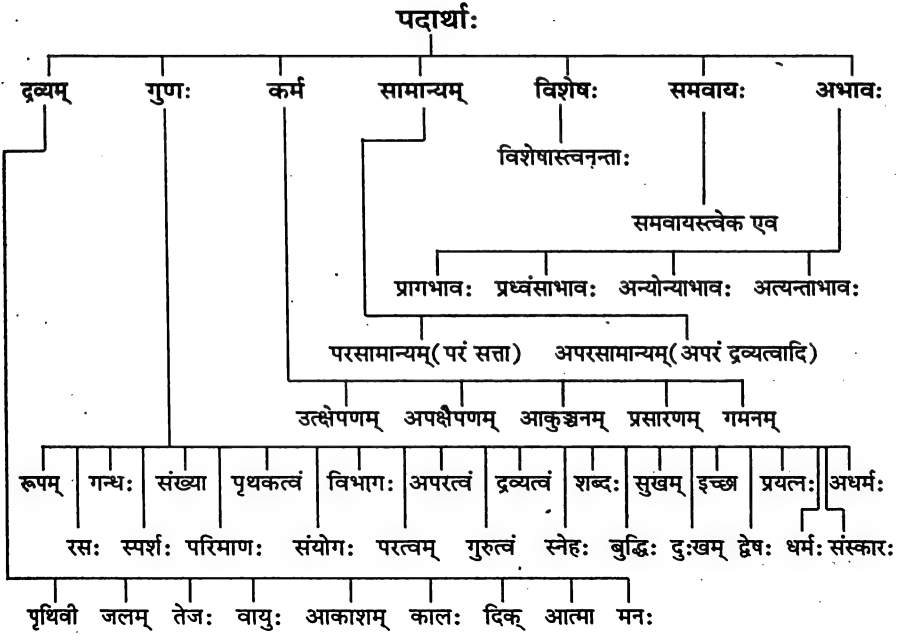 पदार्थाः
द्रव्यम् गुणः कर्म सामान्यम् विशेषः समवायः अभावः
विशेषास्त्वनन्ताः
समवायस्त्वेक एव
प्रागभावः प्रध्वंसाभावः अन्योन्याभावः अत्यन्ताभावः
परसामान्यम् (परं सत्ता) अपरसामान्यम् (अपरं द्रव्यत्वादि)
उत्क्षेपणम् अपक्षेैपणम् आकुञ्चनम् प्रसारणम् गमनम्
रूपम् गन्धः संख्या पृथकत्वं विभागः अपरत्वं द्रव्यत्वं शब्दः सुखम् इच्छा प्रयत्नः अधर्मः
रसः स्पर्शः परिमाणः संयोगः परत्वम् गुरुत्वं स्नेहः बुद्धिः दुःखम् द्वेषः धर्मः संस्कारः
पृथिवी जलम् तेजः वायुः आकाशम् कालः दिक् आत्मा मनः